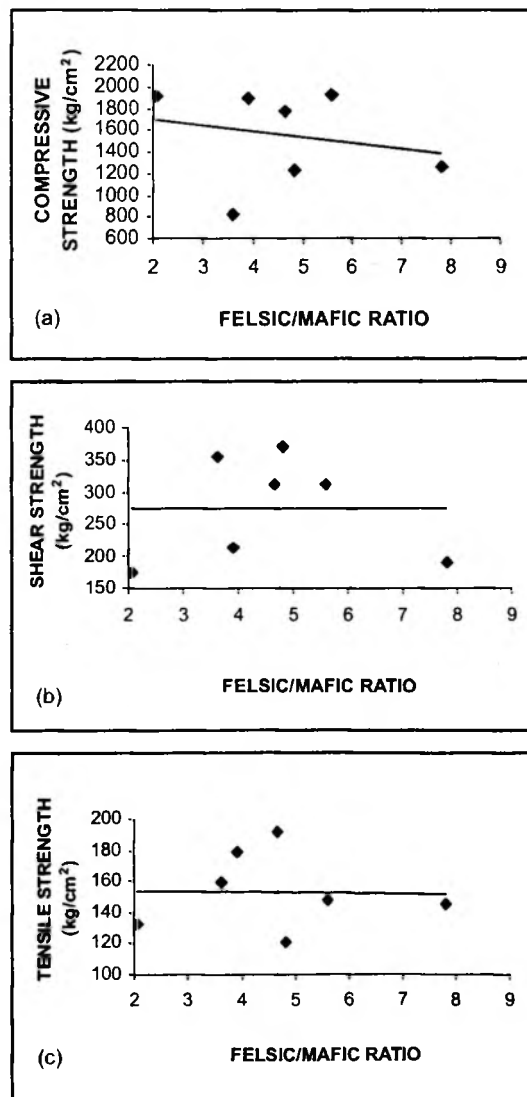 COMPRESSIVE
STRENGTH (kg/cm²)
2200
2000
1800
1600
1400
1200
1000
800
600
2 3 4 5 6 7 8 9
(a)
FELSIC/MAFIC RATIO
SHEAR STRENGTH
(kg/cm²)
400
350
300
250
200
150
2 3 4 5 6 7 8 9
FELSIC/MAFIC RATIO
(b)
TENSILE STRENGTH
(kg/cm²)
200
180
160
140
120
100
2 3 4 5 6 7 8 9
(c)
FELSIC/MAFIC RATIO